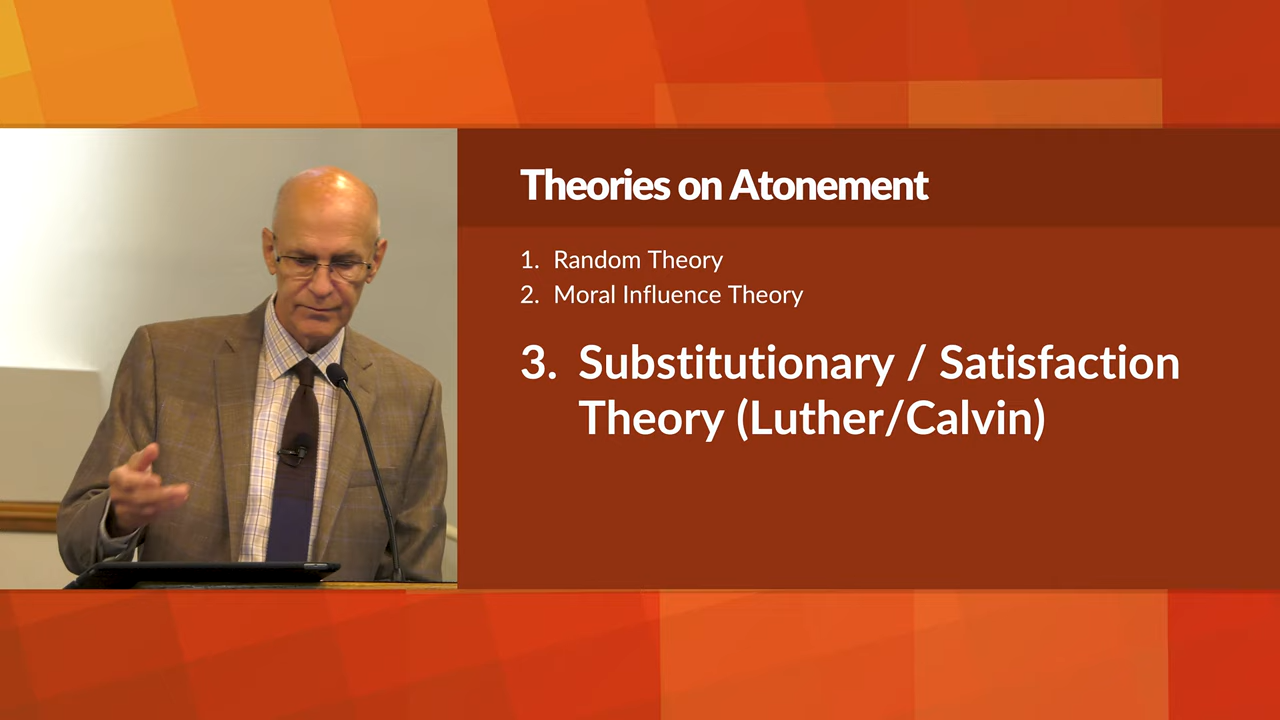 Theories on Atonement
1. Random Theory
2. Moral Influence Theory
3. Substitutionary / Satisfaction
Theory (Luther/Calvin)